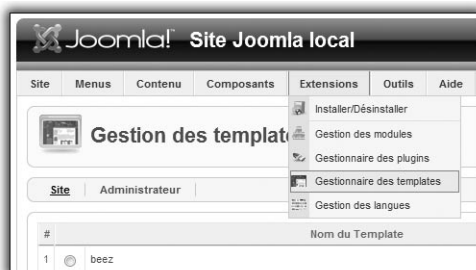 Joomla! Site Joomla local
Site Menus Contenu Composants Extensions Outils Aide
Installer/Désinstaller
Gestion des modules
Gestionnaire des plugins
Gestionnaire des templates
Gestion des langues
Gestion des templat
Site Administrateur
# Nom du Template
1 beez